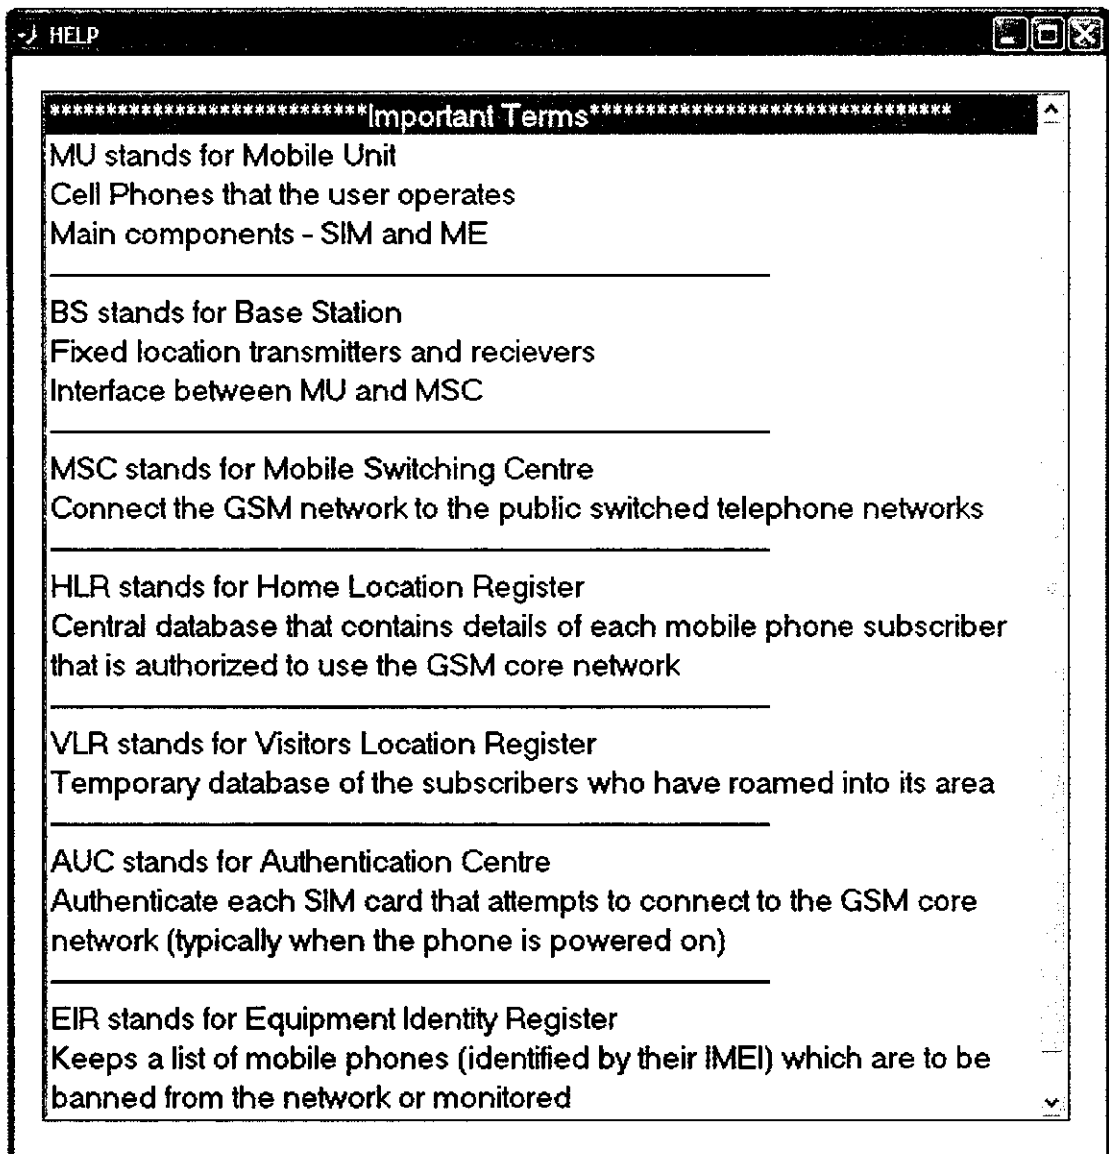 HELP
****************************Important Terms********************************
MU stands for Mobile Unit
Cell Phones that the user operates
Main components - SIM and ME
BS stands for Base Station
Fixed location transmitters and recievers
Interface between MU and MSC
MSC stands for Mobile Switching Centre
Connect the GSM network to the public switched telephone networks
HLR stands for Home Location Register
Central database that contains details of each mobile phone subscriber
that is authorized to use the GSM core network
VLR stands for Visitors Location Register
Temporary database of the subscribers who have roamed into its area
AUC stands for Authentication Centre
Authenticate each SIM card that attempts to connect to the GSM core
network (typically when the phone is powered on)
EIR stands for Equipment Identity Register
Keeps a list of mobile phones (identified by their IMEI) which are to be
banned from the network or monitored